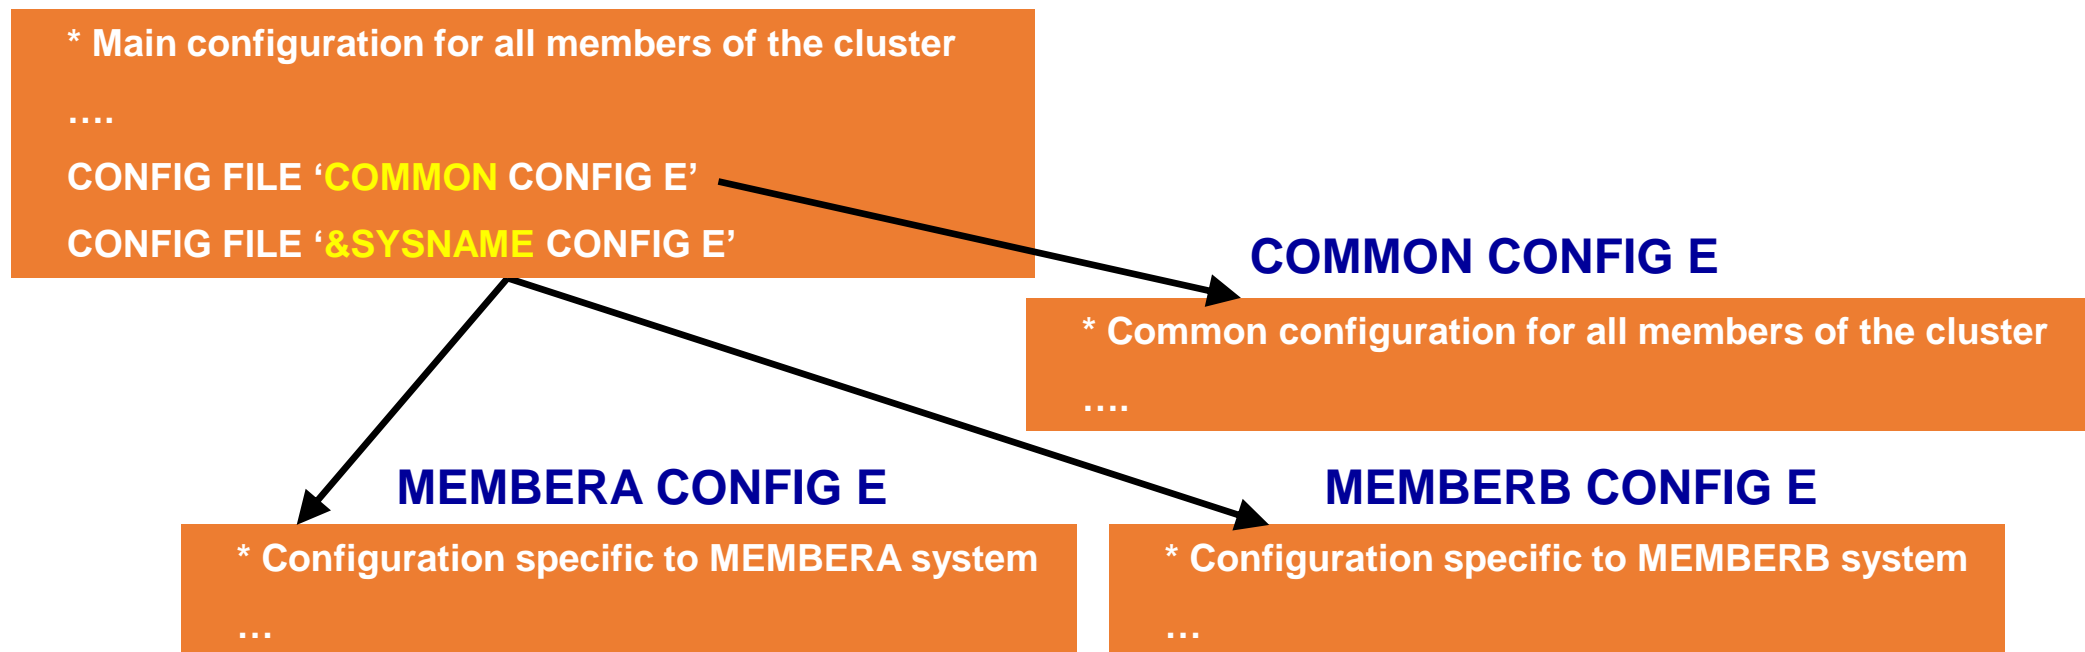 * Main configuration for all members of the cluster
….
CONFIG FILE ‘COMMON CONFIG E’
CONFIG FILE ‘&SYSNAME CONFIG E’
COMMON CONFIG E
* Common configuration for all members of the cluster
….
MEMBERA CONFIG E
* Configuration specific to MEMBERA system
…
MEMBERB CONFIG E
* Configuration specific to MEMBERB system
…